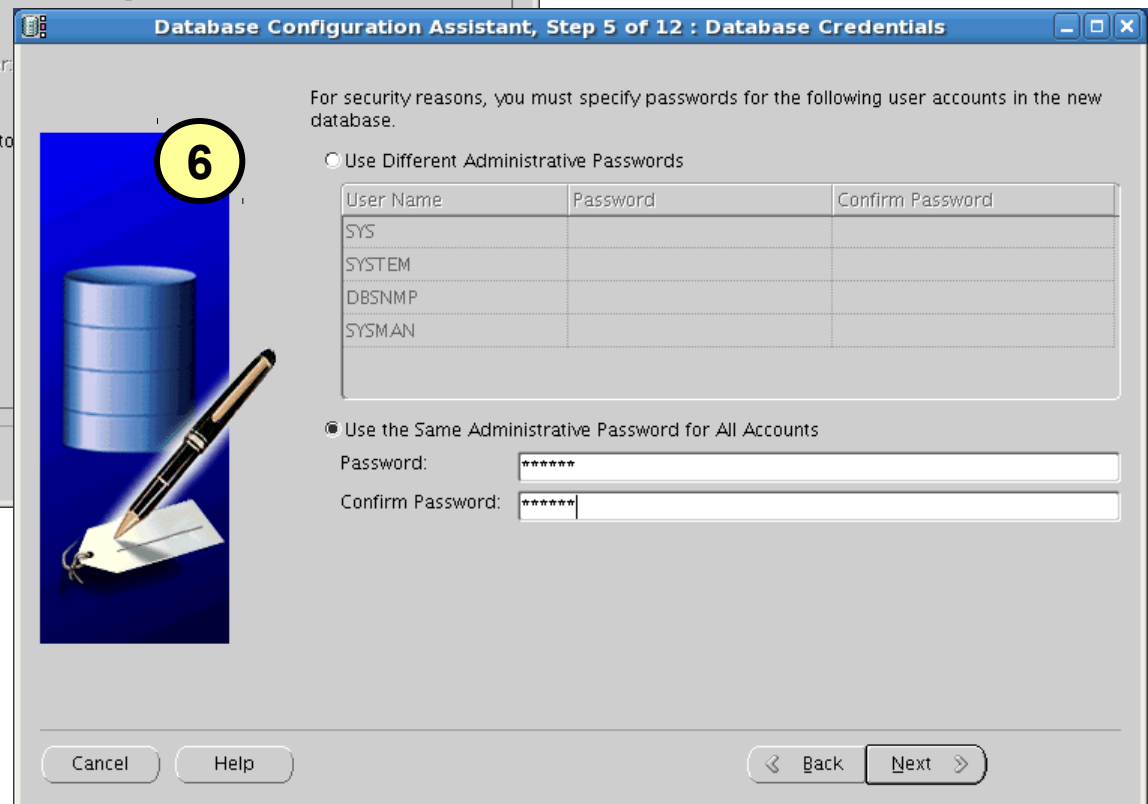 Database Configuration Assistant, Step 5 of 12 : Database Credentials
r:
to
For security reasons, you must specify passwords for the following user accounts in the new
database.
6
Use Different Administrative Passwords
User Name Password Confirm Password
SYS
SYSTEM
DBSNMP
SYSMAN
Use the Same Administrative Password for All Accounts
Password: ******
Confirm Password: ******
Cancel Help Back Next